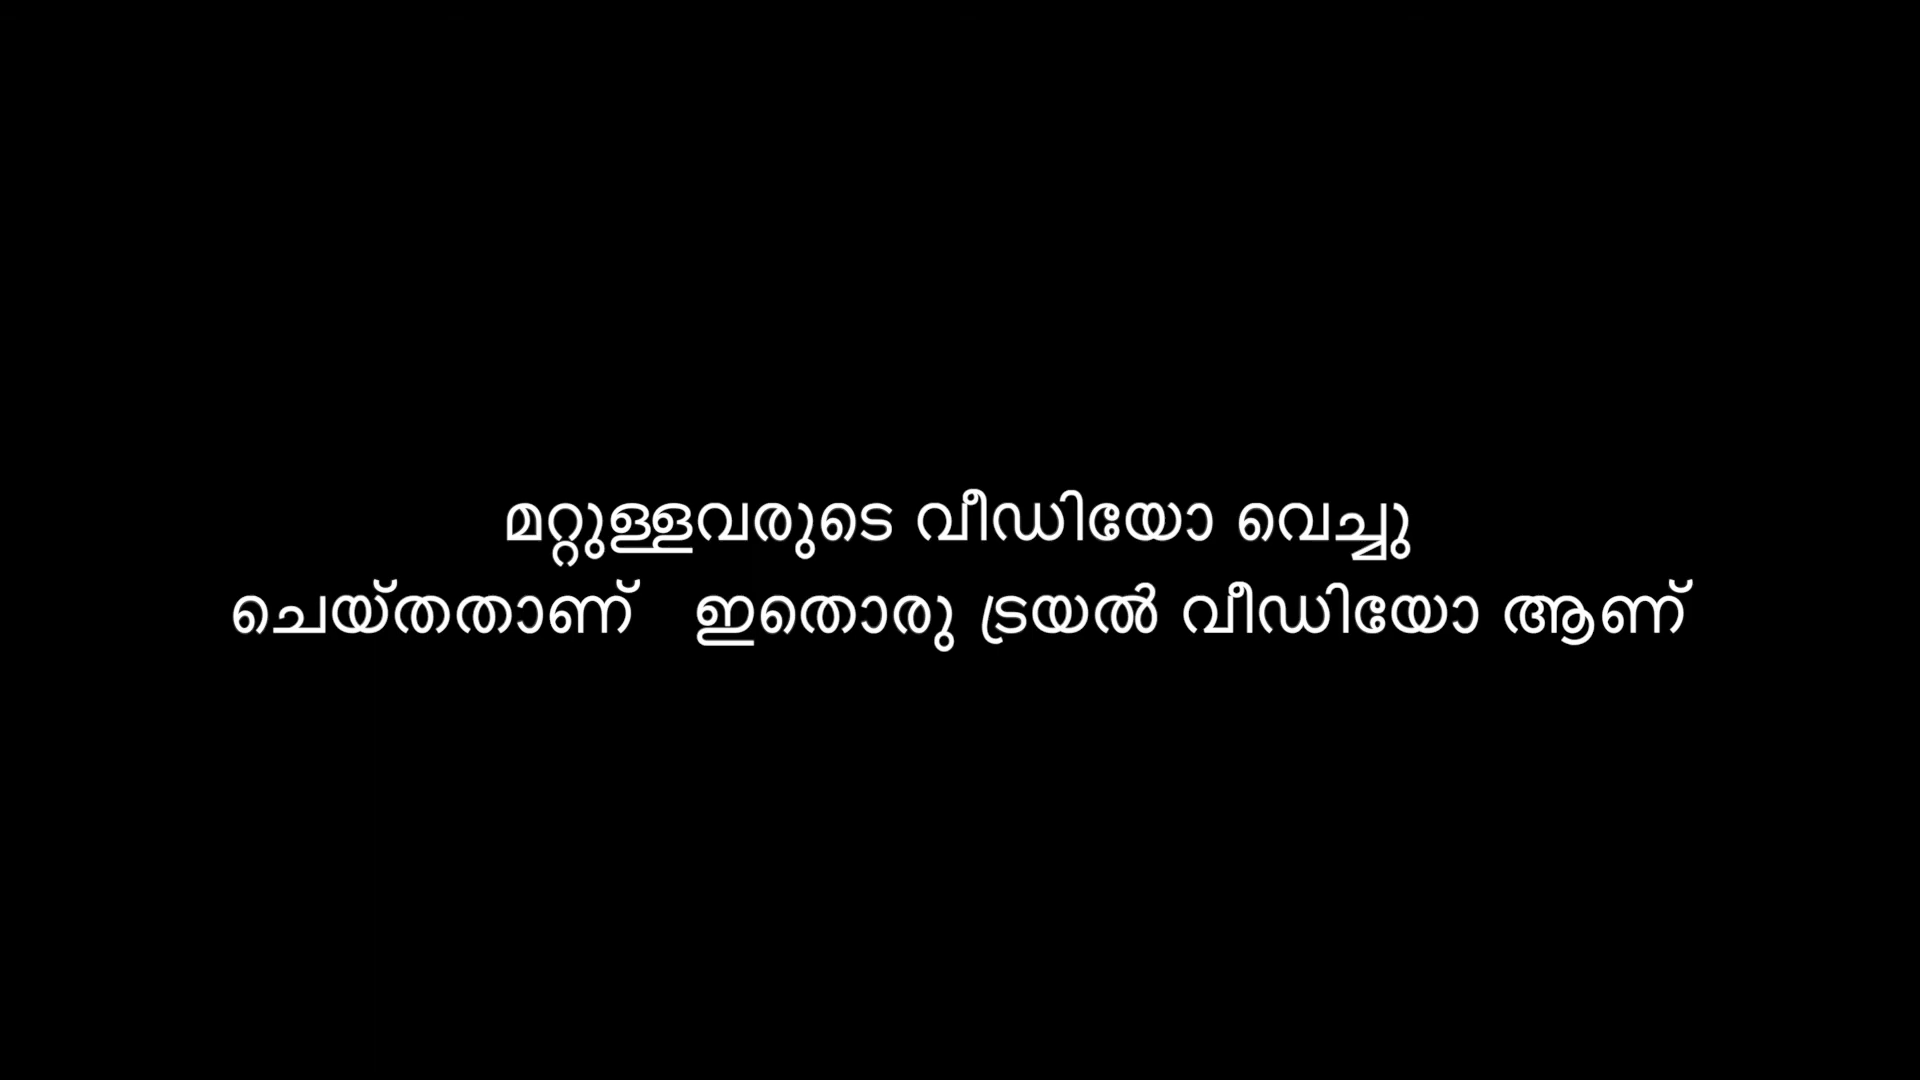 മറ്റുള്ളവരുടെ വീഡിയോ വെച്ചു
ചെയ്തതാണ് ഇതൊരു ട്രയൽ വീഡിയോ ആണ്